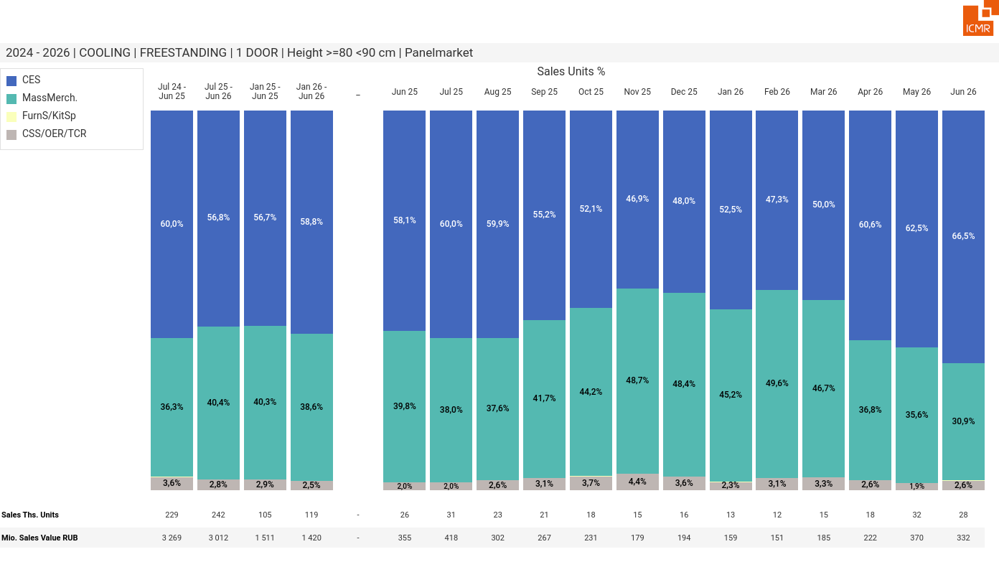 ICMR
2024 - 2026 | COOLING | FREESTANDING | 1 DOOR | Height >=80 <90 cm | Panelmarket
CES
MassMerch.
FurnS/KitSp
CSS/OER/TCR
Sales Units %
Jul 24 - Jul 25 - Jan 25 - Jan 26 -
Jun 25 Jun 26 Jun 25 Jun 26 – Jun 25 Jul 25 Aug 25 Sep 25 Oct 25 Nov 25 Dec 25 Jan 26 Feb 26 Mar 26 Apr 26 May 26 Jun 26
60,0% 56,8% 56,7% 58,8% 58,1% 60,0% 59,9% 55,2% 52,1% 46,9% 48,0% 52,5% 47,3% 50,0% 60,6% 62,5% 66,5%
36,3% 40,4% 40,3% 38,6% 39,8% 38,0% 37,6% 41,7% 44,2% 48,7% 48,4% 45,2% 49,6% 46,7% 36,8% 35,6% 30,9%
3,6% 2,8% 2,9% 2,5% 2,0% 2,0% 2,6% 3,1% 3,7% 4,4% 3,6% 2,3% 3,1% 3,3% 2,6% 1,9% 2,6%
Sales Ths. Units 229 242 105 119 - 26 31 23 21 18 15 16 13 12 15 18 32 28
Mio. Sales Value RUB 3 269 3 012 1 511 1 420 - 355 418 302 267 231 179 194 159 151 185 222 370 332